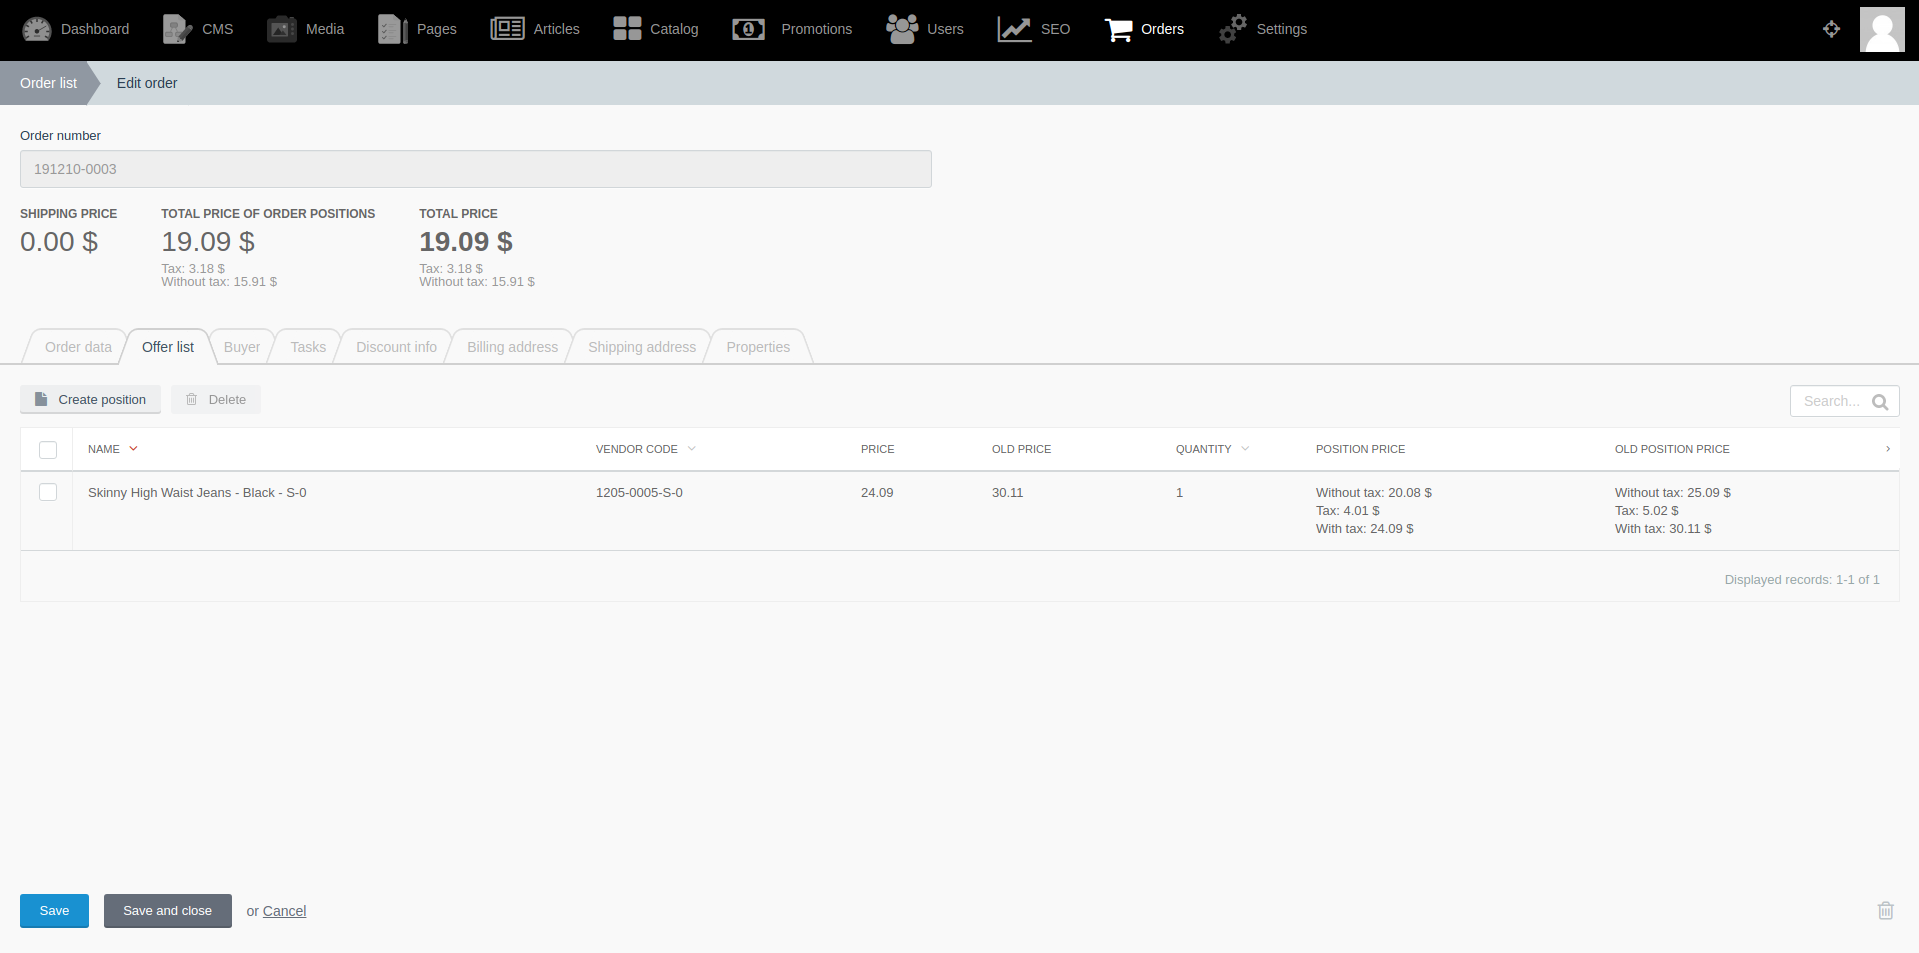 Dashboard CMS Media Pages Articles Catalog Promotions Users SEO Orders Settings
Order list Edit order
Order number
191210-0003
SHIPPING PRICE TOTAL PRICE OF ORDER POSITIONS TOTAL PRICE
0.00 $ 19.09 $ 19.09 $
Tax: 3.18 $ Tax: 3.18 $
Without tax: 15.91 $ Without tax: 15.91 $
Order data Offer list Buyer Tasks Discount info Billing address Shipping address Properties
Create position Delete Search...
NAME VENDOR CODE PRICE OLD PRICE QUANTITY POSITION PRICE OLD POSITION PRICE
Skinny High Waist Jeans - Black - S-0 1205-0005-S-0 24.09 30.11 1 Without tax: 20.08 $ Without tax: 25.09 $
Tax: 4.01 $ Tax: 5.02 $
With tax: 24.09 $ With tax: 30.11 $
Displayed records: 1-1 of 1
Save Save and close or Cancel